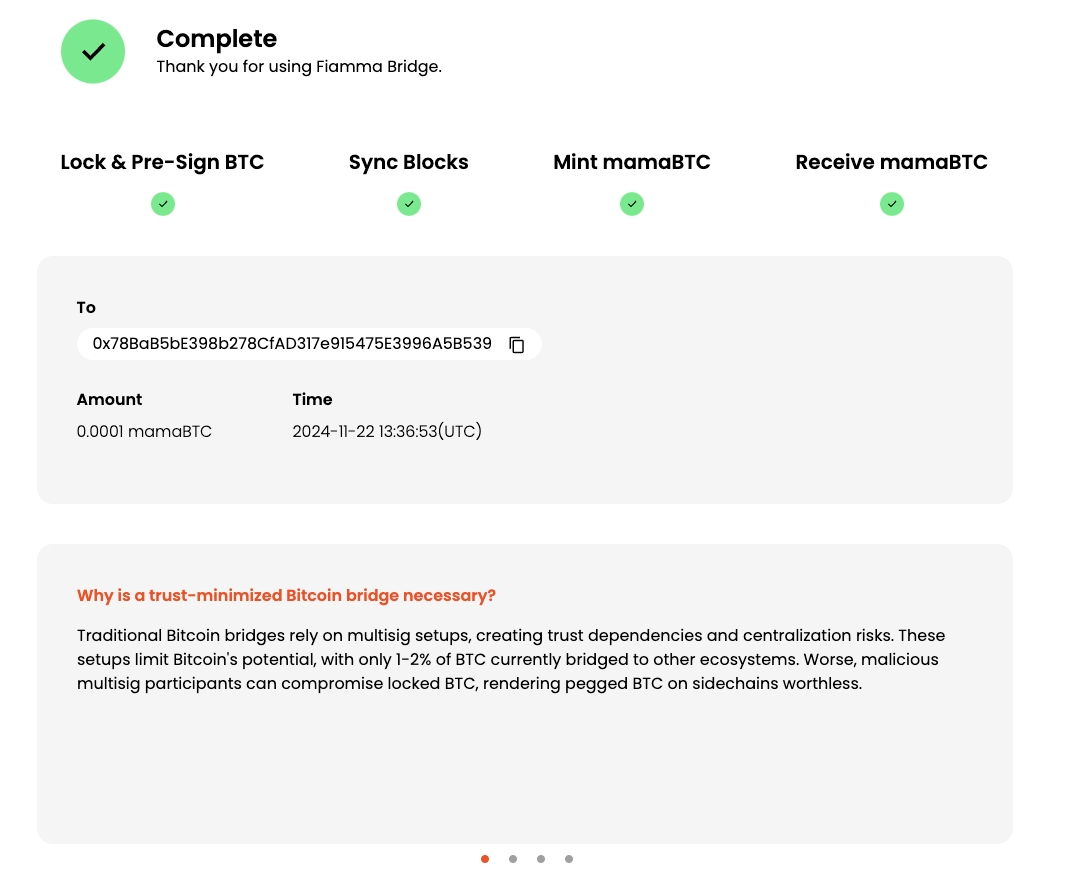 Complete
Thank you for using Fiamma Bridge.
Lock & Pre-Sign BTC
Sync Blocks
Mint mamaBTC
Receive mamaBTC
To
0x78BaB5bE398b278CfAD317e915475E3996A5B539
Amount
Time
0.0001 mamaBTC
2024-11-22 13:36:53(UTC)
Why is a trust-minimized Bitcoin bridge necessary?
Traditional Bitcoin bridges rely on multisig setups, creating trust dependencies and centralization risks. These
setups limit Bitcoin's potential, with only 1-2% of BTC currently bridged to other ecosystems. Worse, malicious
multisig participants can compromise locked BTC, rendering pegged BTC on sidechains worthless.